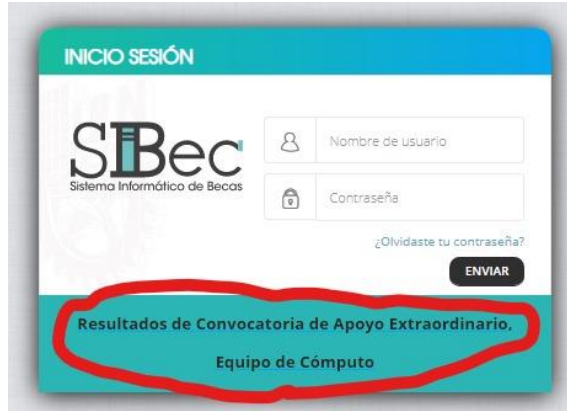 INICIO SESIÓN
SIBec
Sistema Informático de Becas
Nombre de usuario
Contraseña
¿Olvidaste tu contraseña?
ENVIAR
Resultados de Convocatoria de Apoyo Extraordinario,
Equipo de Cómputo